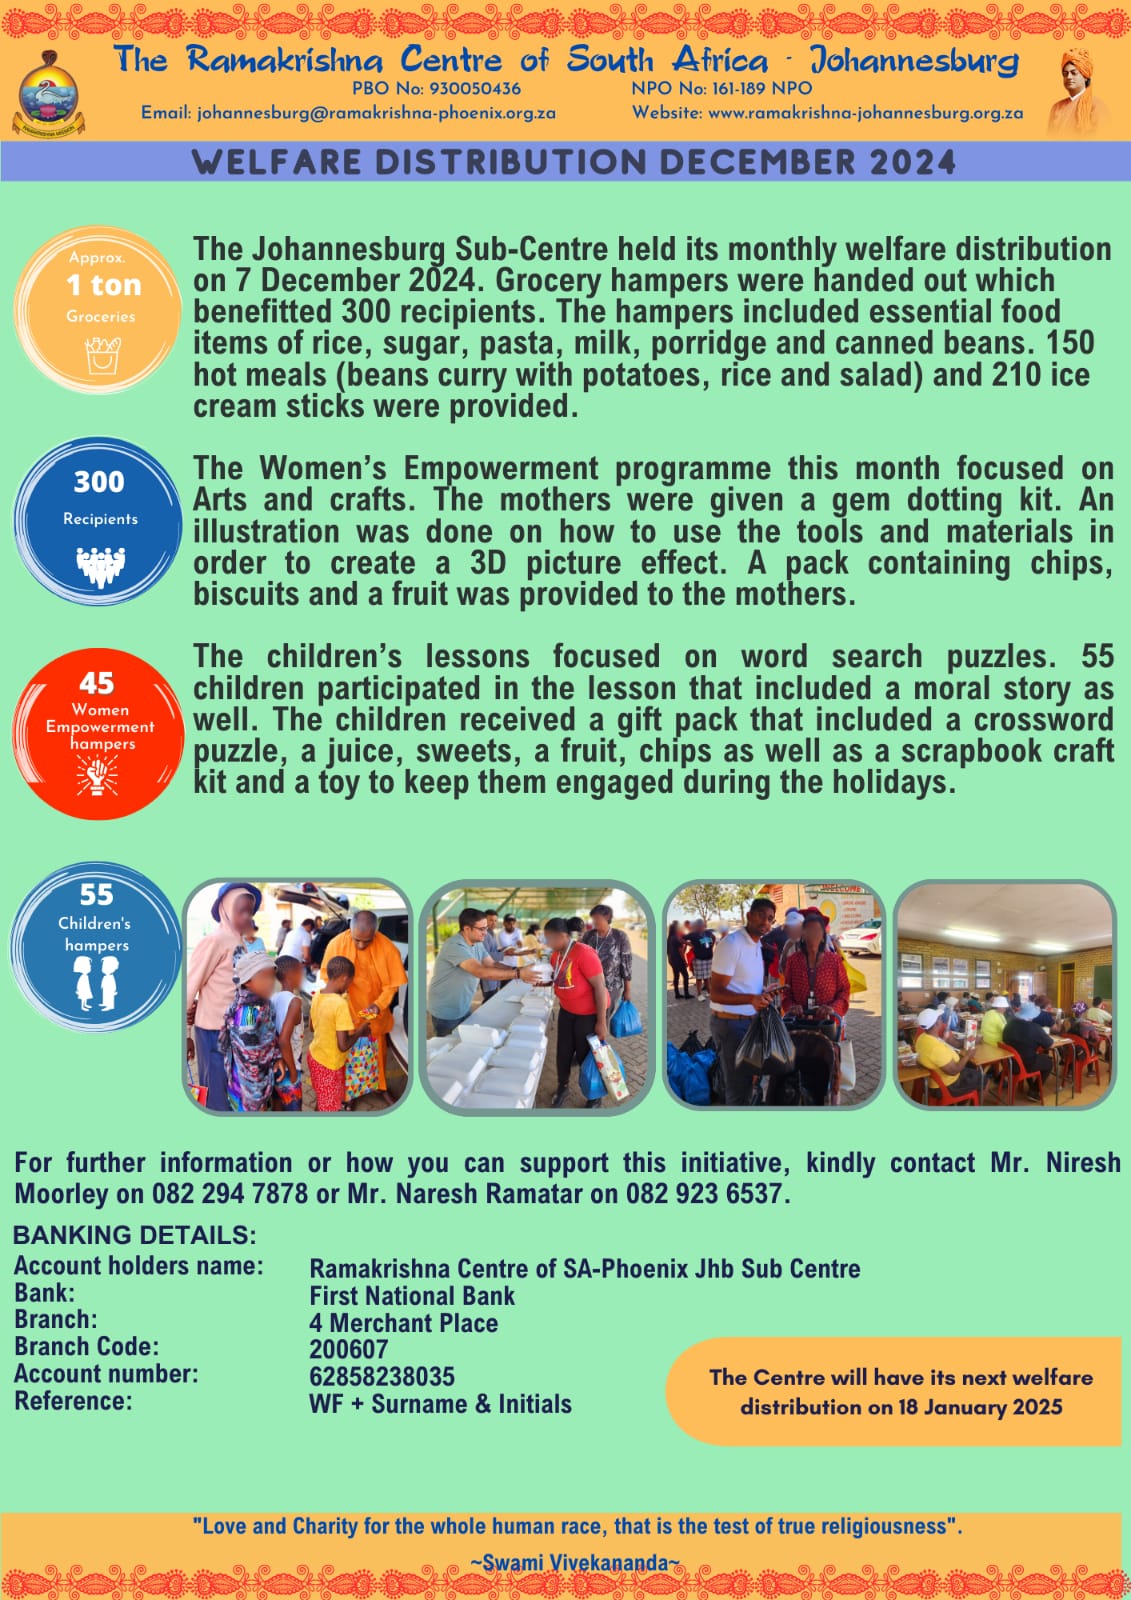 The Ramakrishna Centre of South Africa - Johannesburg
PBO No: 930050436 NPO No: 161-189 NPO
Email: johannesburg@ramakrishna-phoenix.org.za Website: www.ramakrishna-johannesburg.org.za
RAMAKRISHNA MISSION
WELFARE DISTRIBUTION DECEMBER 2024
Approx.
1 ton
Groceries
The Johannesburg Sub-Centre held its monthly welfare distribution
on 7 December 2024. Grocery hampers were handed out which
benefitted 300 recipients. The hampers included essential food
items of rice, sugar, pasta, milk, porridge and canned beans. 150
hot meals (beans curry with potatoes, rice and salad) and 210 ice
cream sticks were provided.
300
Recipients
The Women’s Empowerment programme this month focused on
Arts and crafts. The mothers were given a gem dotting kit. An
illustration was done on how to use the tools and materials in
order to create a 3D picture effect. A pack containing chips,
biscuits and a fruit was provided to the mothers.
45
Women
Empowerment
hampers
The children’s lessons focused on word search puzzles. 55
children participated in the lesson that included a moral story as
well. The children received a gift pack that included a crossword
puzzle, a juice, sweets, a fruit, chips as well as a scrapbook craft
kit and a toy to keep them engaged during the holidays.
55
Children's
hampers
WELCOME
For further information or how you can support this initiative, kindly contact Mr. Niresh
Moorley on 082 294 7878 or Mr. Naresh Ramatar on 082 923 6537.
BANKING DETAILS:
Account holders name: Ramakrishna Centre of SA-Phoenix Jhb Sub Centre
Bank: First National Bank
Branch: 4 Merchant Place
Branch Code: 200607
Account number: 62858238035
Reference: WF + Surname & Initials
The Centre will have its next welfare
distribution on 18 January 2025
"Love and Charity for the whole human race, that is the test of true religiousness".
~Swami Vivekananda~